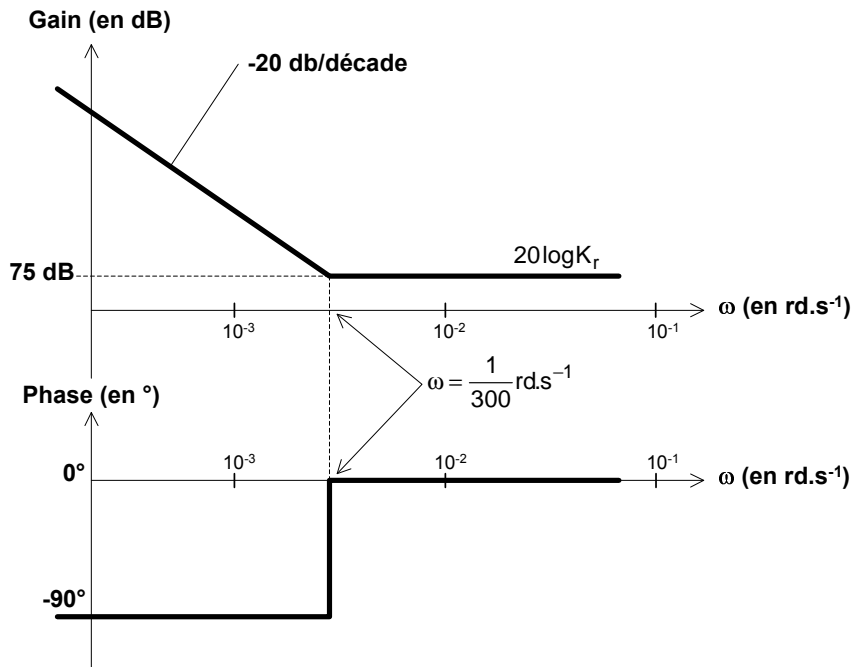 Gain (en dB)
-20 db/décade
20logKr
75 dB
ω (en rd.s-1)
10-3
10-2
10-1
ω = 1/300 rd.s−1
Phase (en °)
10-3
10-2
10-1
0°
ω (en rd.s-1)
-90°